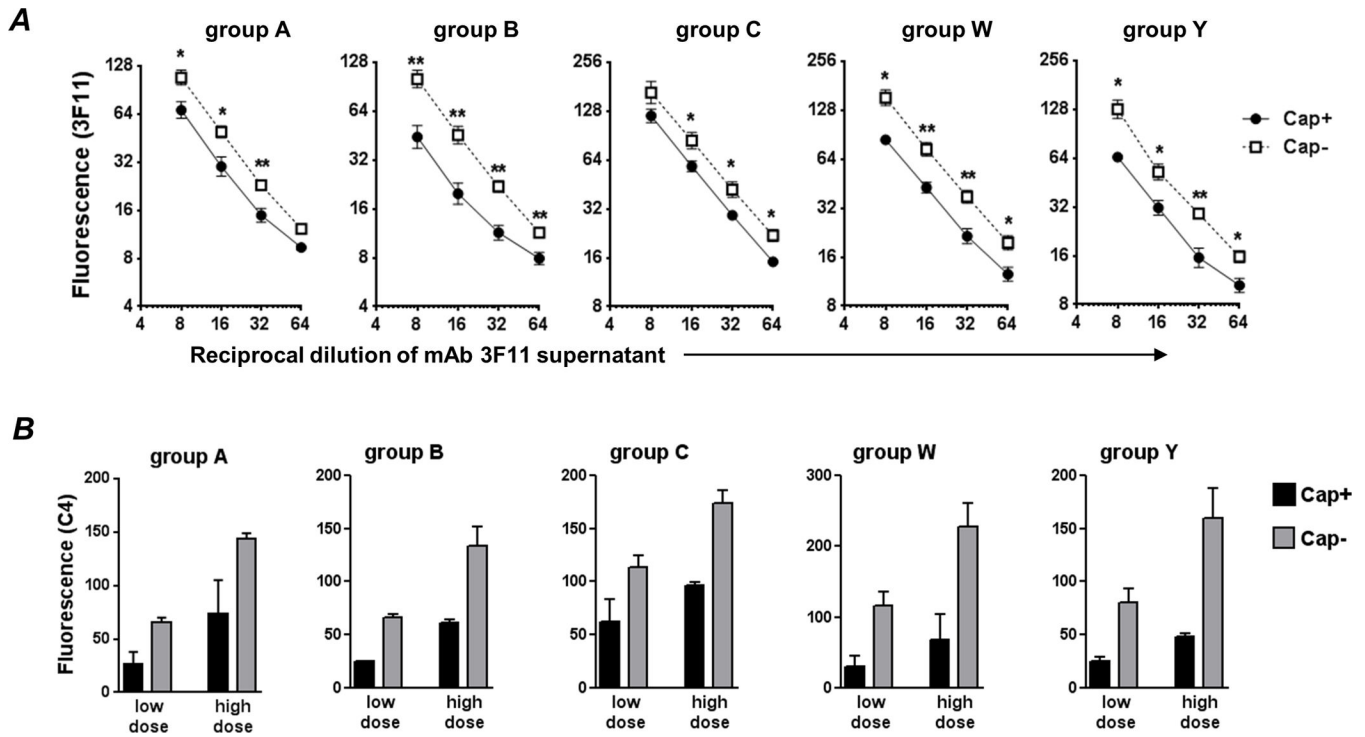 A
group A
group B
group C
group W
group Y
Fluorescence (3F11)
128
64
32
16
8
4
4 8 16 32 64
* * **
128
64
32
16
8
4
4 8 16 32 64
** ** ** **
256
128
64
32
16
8
4 8 16 32 64
* * *
256
128
64
32
16
8
4 8 16 32 64
* ** ** *
256
128
64
32
16
8
4 8 16 32 64
* * ** *
Cap+
Cap-
Reciprocal dilution of mAb 3F11 supernatant
B
group A
group B
group C
group W
group Y
Fluorescence (C4)
200
150
100
50
0
low dose
high dose
200
150
100
50
0
low dose
high dose
200
150
100
50
0
low dose
high dose
300
200
100
0
low dose
high dose
200
150
100
50
0
low dose
high dose
Cap+
Cap-